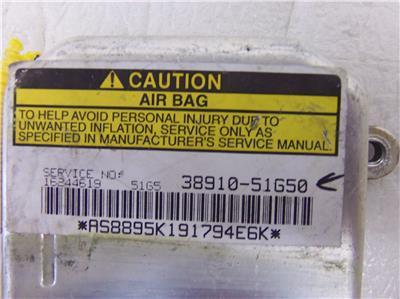 ! CAUTION
AIR BAG
TO HELP AVOID PERSONAL INJURY DUE TO
UNWANTED INFLATION, SERVICE ONLY AS
SPECIFIED IN MANUFACTURER'S SERVICE MANUAL.
SERVICE NO:
16244619 51G5 38910-51G50
*AS8895K191794E6K*